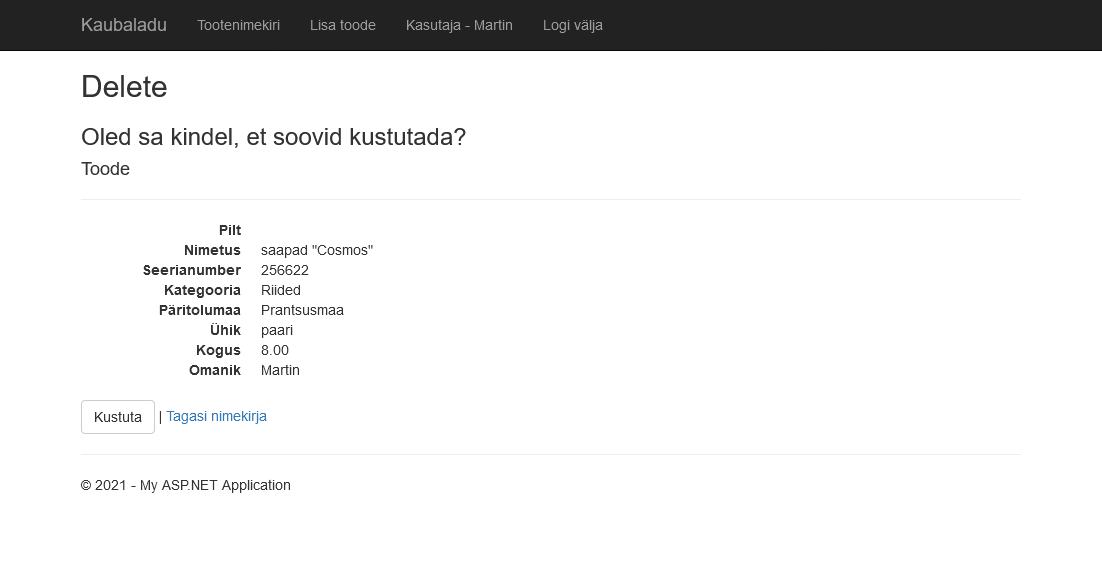 Kaubaladu Tootenimekiri Lisa toode Kasutaja - Martin Logi välja
Delete
Oled sa kindel, et soovid kustutada?
Toode
Pilt
Nimetus saapad "Cosmos"
Seerianumber 256622
Kategooria Riided
Päritolumaa Prantsusmaa
Ühik paari
Kogus 8.00
Omanik Martin
Kustuta | Tagasi nimekirja
© 2021 - My ASP.NET Application